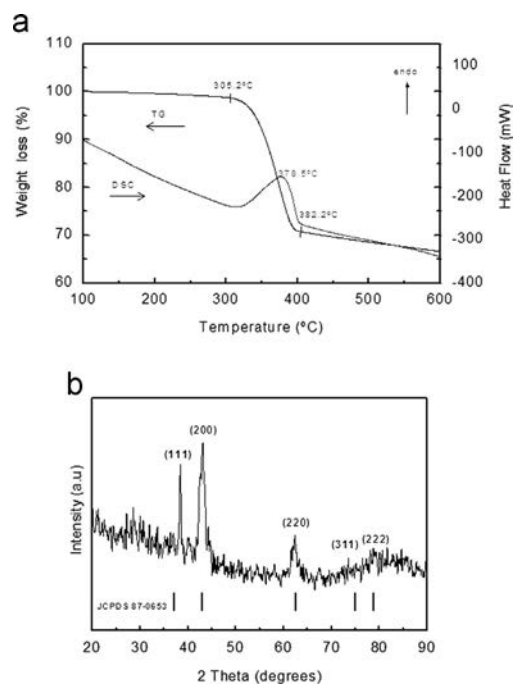 a
110
100
90
80
70
60
100
0
-100
-200
-300
-400
305.2ºC
endo
TG
378.5ºC
DSC
382.2ºC
Weight loss (%)
Heat Flow (mW)
100 200 300 400 500 600
Temperature (ºC)
b
(200)
(111)
(220)
(311) (222)
Intensity (a.u)
JCPDS 87-0653
20 30 40 50 60 70 80 90
2 Theta (degrees)